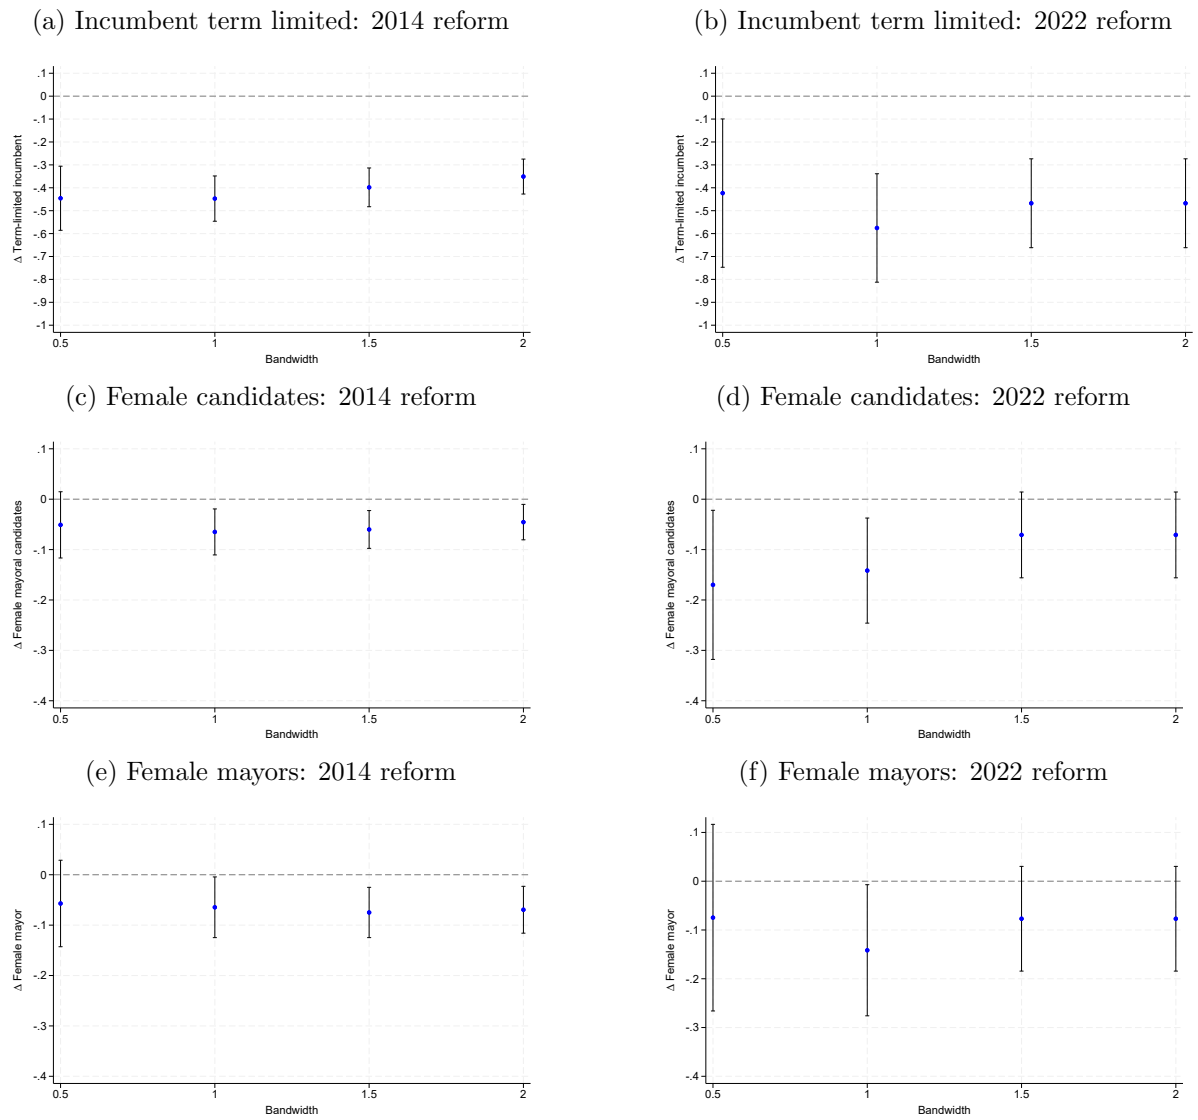 (a) Incumbent term limited: 2014 reform
.1
0
-.1
-.2
-.3
-.4
-.5
-.6
-.7
-.8
-.9
-1
Δ Term-limited incumbent
0.5 1 1.5 2
Bandwidth
(b) Incumbent term limited: 2022 reform
.1
0
-.1
-.2
-.3
-.4
-.5
-.6
-.7
-.8
-.9
-1
Δ Term-limited incumbent
0.5 1 1.5 2
Bandwidth
(c) Female candidates: 2014 reform
.1
0
-.1
-.2
-.3
-.4
Δ Female mayoral candidates
0.5 1 1.5 2
Bandwidth
(d) Female candidates: 2022 reform
.1
0
-.1
-.2
-.3
-.4
Δ Female mayoral candidates
0.5 1 1.5 2
Bandwidth
(e) Female mayors: 2014 reform
.1
0
-.1
-.2
-.3
-.4
Δ Female mayor
0.5 1 1.5 2
Bandwidth
(f) Female mayors: 2022 reform
.1
0
-.1
-.2
-.3
-.4
Δ Female mayor
0.5 1 1.5 2
Bandwidth